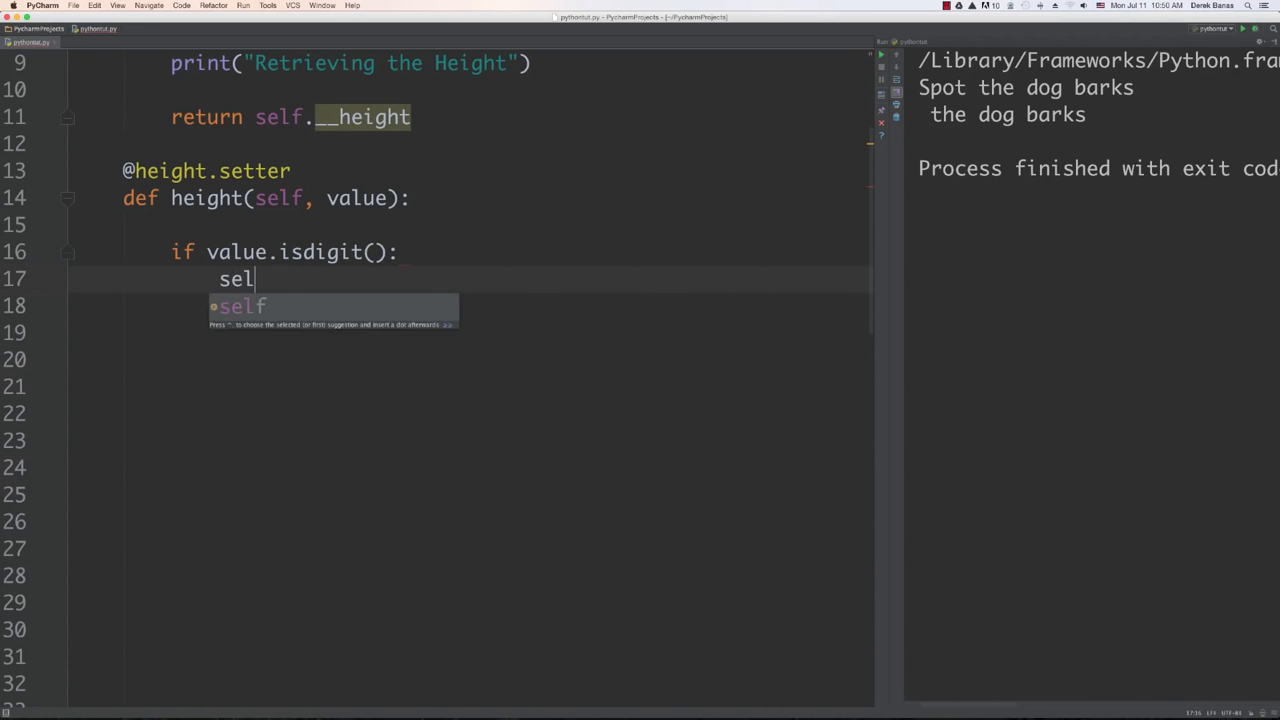 PyCharm File Edit View Navigate Code Refactor Run Tools VCS Window Help
10 Mon Jul 11 10:50 AM Derek Banas
pythontut.py - PycharmProjects - [~/PycharmProjects]
PycharmProjects pythontut.py
pythontut
pythontut.py
Run pythontut
9 print("Retrieving the Height")
10
11 return self.__height
12
13 @height.setter
14 def height(self, value):
15
16 if value.isdigit():
17 sel
18 self
Press ^. to choose the selected (or first) suggestion and insert a dot afterwards >>
19
20
21
22
23
24
25
26
27
28
29
30
31
32
/Library/Frameworks/Python.fra
Spot the dog barks
the dog barks
Process finished with exit cod
17:16 LF÷ UTF-8÷